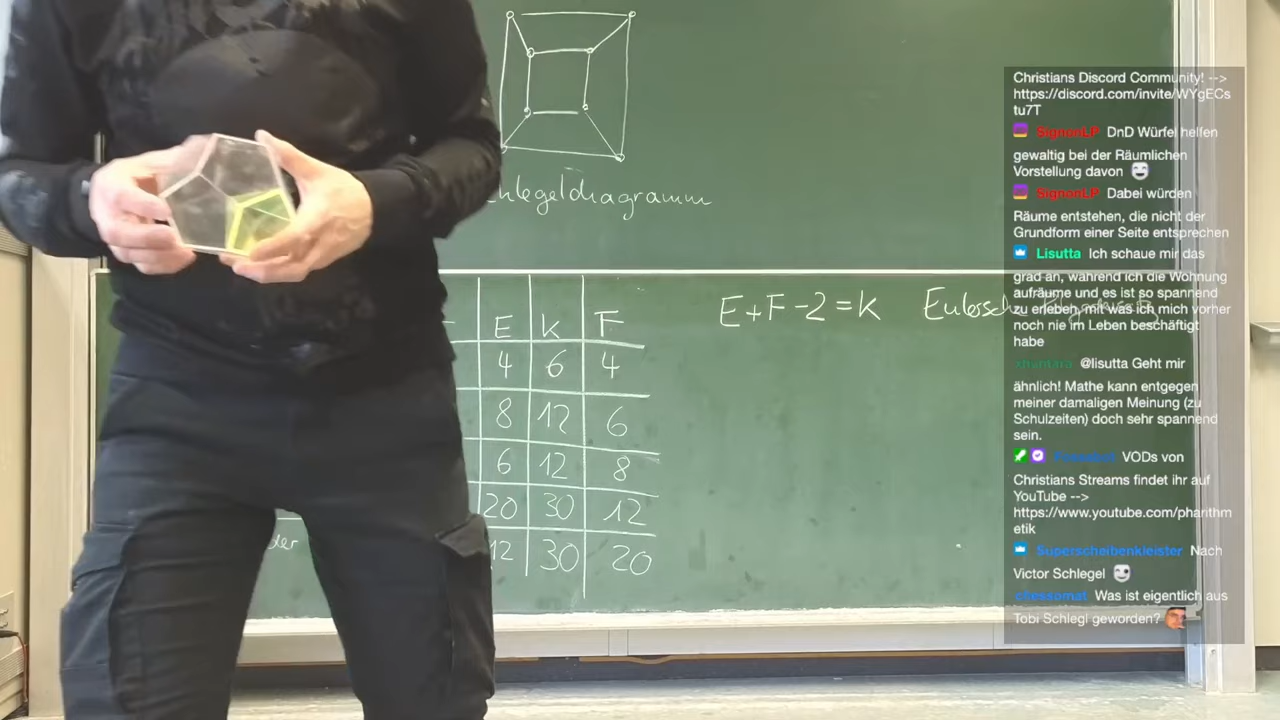 hlegeldiagramm
E K F
4 6 4
8 12 6
6 12 8
20 30 12
12 30 20
der
E+F-2=K
Christians Discord Community! -->
https://discord.com/invite/WYgECs
tu7T
SignonLP DnD Würfel helfen
gewaltig bei der Räumlichen
Vorstellung davon
SignonLP Dabei würden
Räume entstehen, die nicht der
Grundform einer Seite entsprechen
Lisutta Ich schaue mir das
grad an, während ich die Wohnung
aufräume und es ist so spannend
zu erleben, mit was ich mich vorher
noch nie im Leben beschäftigt
habe
xhantara @lisutta Geht mir
ähnlich! Mathe kann entgegen
meiner damaligen Meinung (zu
Schulzeiten) doch sehr spannend
sein.
VODs von
Christians Streams findet ihr auf
YouTube -->
https://www.youtube.com/pharithm
etik
Superscheibenkleister Nach
Victor Schlegel
chessomat Was ist eigentlich aus
Tobi Schlegl geworden?